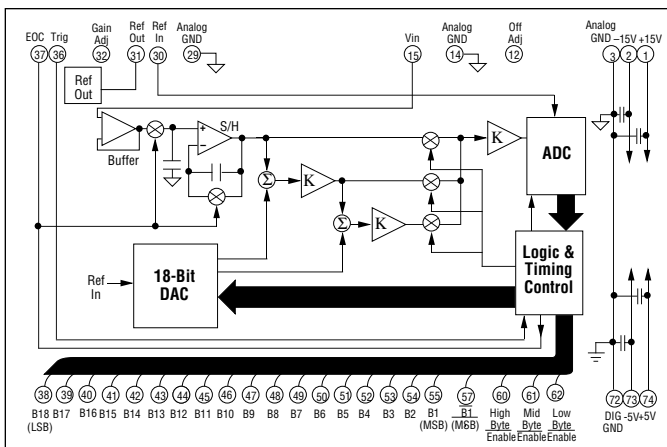 EOC Trig Gain Adj Ref Out Ref In Analog GND Vin Analog GND Off Adj Analog GND –15V +15V
37 36 32 31 30 29 15 14 12 3 2 1
Ref Out
Buffer
S/H
+
–
Σ
K
Σ
K
K
ADC
Ref In
18-Bit DAC
Logic & Timing Control
38 39 40 41 42 43 44 45 46 47 48 49 50 51 52 53 54 55 57 60 61 62 72 73 74
B18 B17 B16 B15 B14 B13 B12 B11 B10 B9 B8 B7 B6 B5 B4 B3 B2 B1 B1 High Mid Low DIG -5V +5V
(LSB) (MSB) (M6B) Byte Byte Byte GND
Enable Enable Enable